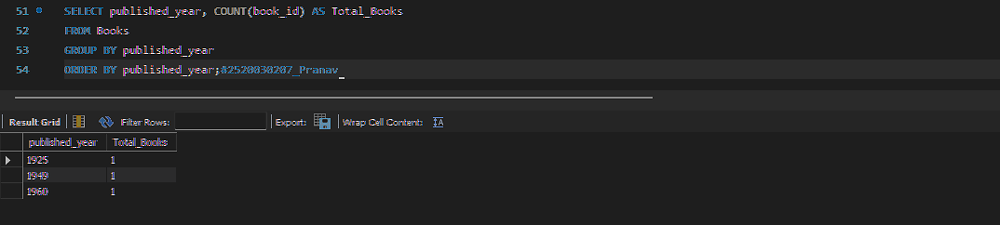 51 SELECT published_year, COUNT(book_id) AS Total_Books
52 FROM Books
53 GROUP BY published_year
54 ORDER BY published_year;#2520030207_Pranav
Result Grid Filter Rows: Export: Wrap Cell Content: IA
published_year Total_Books
1925 1
1949 1
1960 1